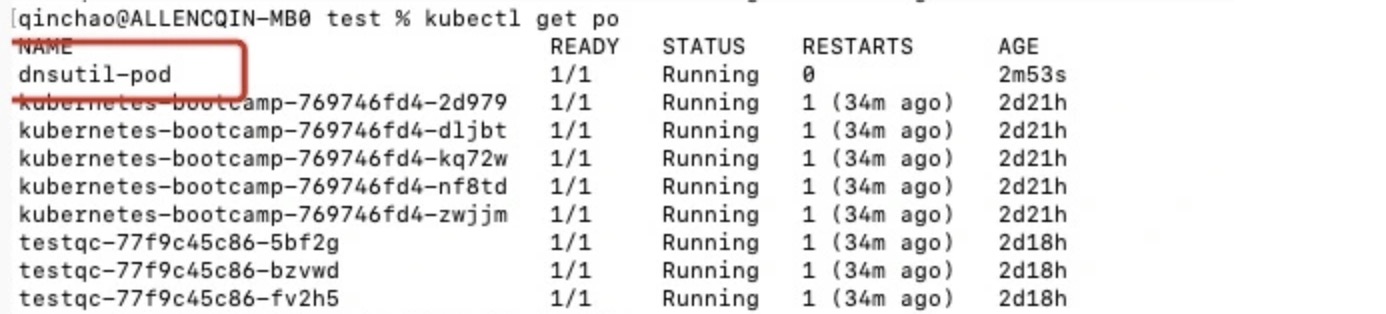 [qinchao@ALLENCQIN-MB0 test % kubectl get po
NAME READY STATUS RESTARTS AGE
dnsutil-pod 1/1 Running 0 2m53s
kubernetes-bootcamp-769746fd4-2d979 1/1 Running 1 (34m ago) 2d21h
kubernetes-bootcamp-769746fd4-dljbt 1/1 Running 1 (34m ago) 2d21h
kubernetes-bootcamp-769746fd4-kq72w 1/1 Running 1 (34m ago) 2d21h
kubernetes-bootcamp-769746fd4-nf8td 1/1 Running 1 (34m ago) 2d21h
kubernetes-bootcamp-769746fd4-zwjjm 1/1 Running 1 (34m ago) 2d21h
testqc-77f9c45c86-5bf2g 1/1 Running 1 (34m ago) 2d18h
testqc-77f9c45c86-bzvwd 1/1 Running 1 (34m ago) 2d18h
testqc-77f9c45c86-fv2h5 1/1 Running 1 (34m ago) 2d18h